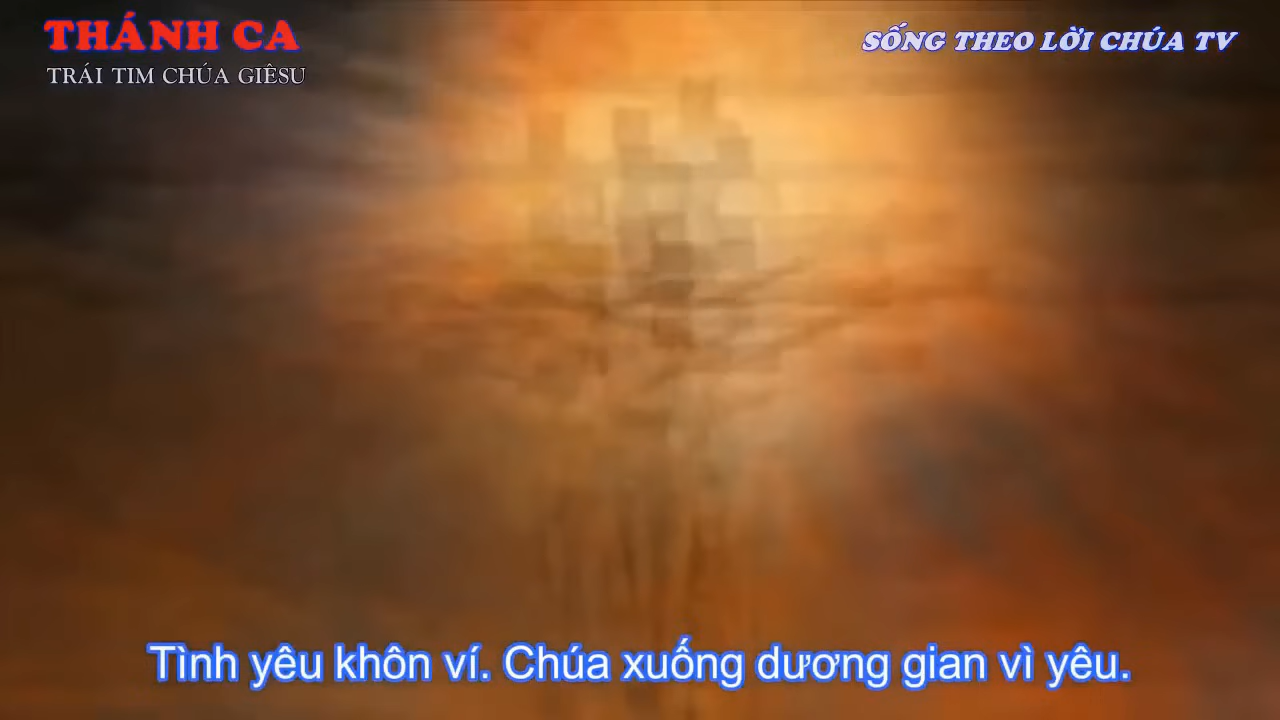 THÁNH CA
TRÁI TIM CHÚA GIÊSU
SỐNG THEO LỜI CHÚA TV
Tình yêu khôn ví. Chúa xuống dương gian vì yêu.